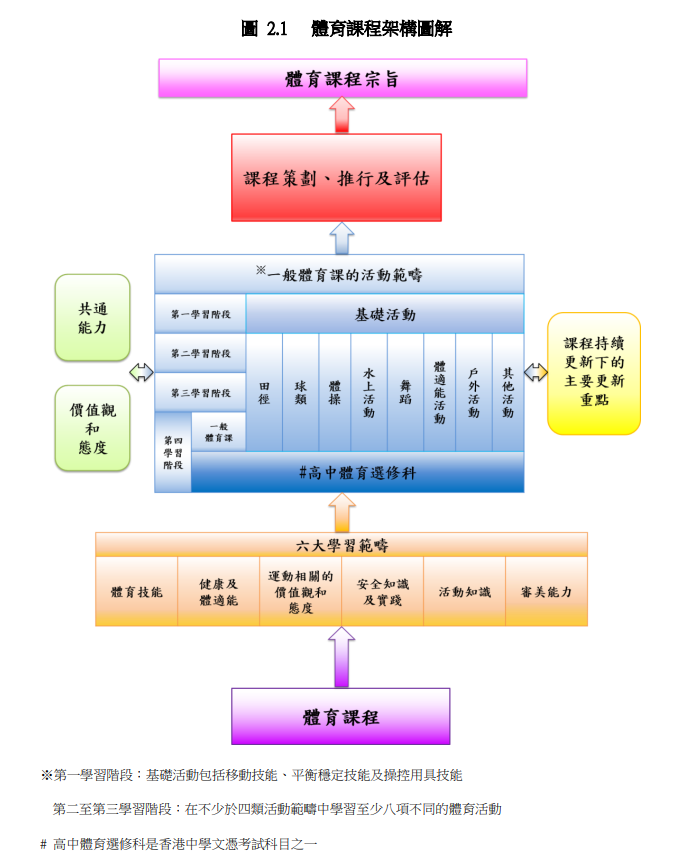 圖 2.1 體育課程架構圖解
體育課程宗旨
課程策劃、推行及評估
※一般體育課的活動範疇
共通
能力
價值觀
和
態度
第一學習階段
基礎活動
第二學習階段
第三學習階段
第四
學習
階段
一般
體育課
田徑
球類
體操
水上活動
舞蹈
體適能活動
戶外活動
其他活動
#高中體育選修科
課程持續
更新下的
主要更新
重點
六大學習範疇
體育技能
健康及
體適能
運動相關的
價值觀和
態度
安全知識
及實踐
活動知識
審美能力
體育課程
※第一學習階段：基礎活動包括移動技能、平衡穩定技能及操控用具技能
第二至第三學習階段：在不少於四類活動範疇中學習至少八項不同的體育活動
# 高中體育選修科是香港中學文憑考試科目之一